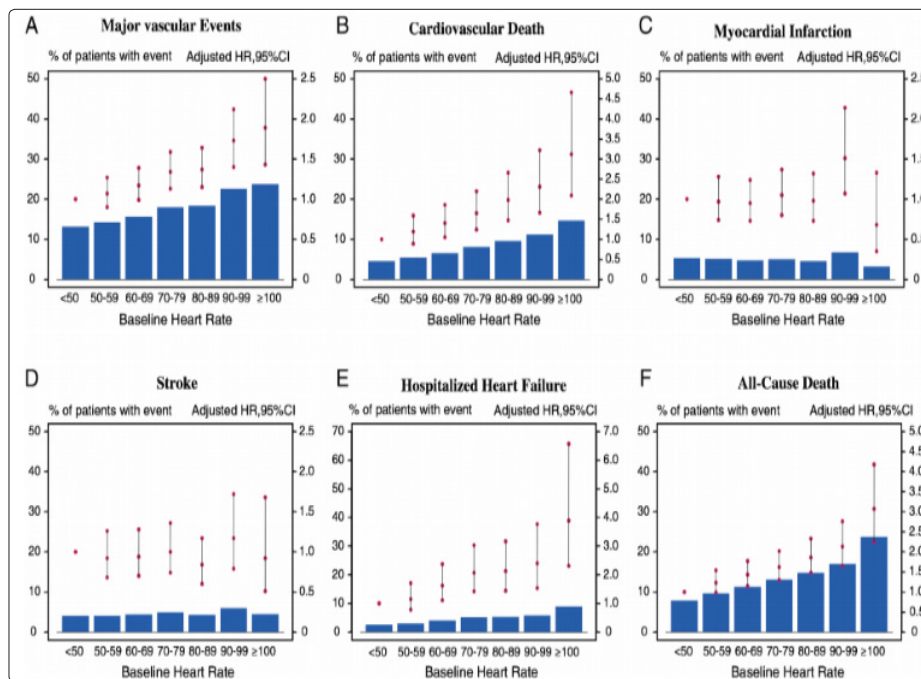 A Major vascular Events
% of patients with event Adjusted HR,95%CI
50 2.5
40 2.0
30 1.5
20 1.0
10 0.5
0 0
<50 50-59 60-69 70-79 80-89 90-99 ≥100
Baseline Heart Rate
B Cardiovascular Death
% of patients with event Adjusted HR,95%CI
50 5.0
4.5
40 4.0
3.5
30 3.0
2.5
20 2.0
1.5
10 1.0
0.5
0 0
<50 50-59 60-69 70-79 80-89 90-99 ≥100
Baseline Heart Rate
C Myocardial Infarction
% of patients with event Adjusted HR,95%CI
50 2.
40 2.0
30 1.
20 1.0
10 0.
0 0
<50 50-59 60-69 70-79 80-89 90-99 ≥100
Baseline Heart Rate
D Stroke
% of patients with event Adjusted HR,95%CI
50 2.5
40 2.0
30 1.5
20 1.0
10 0.5
0 0
<50 50-59 60-69 70-79 80-89 90-99 ≥100
Baseline Heart Rate
E Hospitalized Heart Failure
% of patients with event Adjusted HR,95%CI
70 7.0
60 6.0
50 5.0
40 4.0
30 3.0
20 2.0
10 1.0
0 0
<50 50-59 60-69 70-79 80-89 90-99 ≥100
Baseline Heart Rate
F All-Cause Death
% of patients with event Adjusted HR,95%CI
50 5.0
4.5
40 4.0
3.5
30 3.0
2.5
20 2.0
1.5
10 1.0
0.5
0 0
<50 50-59 60-69 70-79 80-89 90-99 ≥100
Baseline Heart Rate